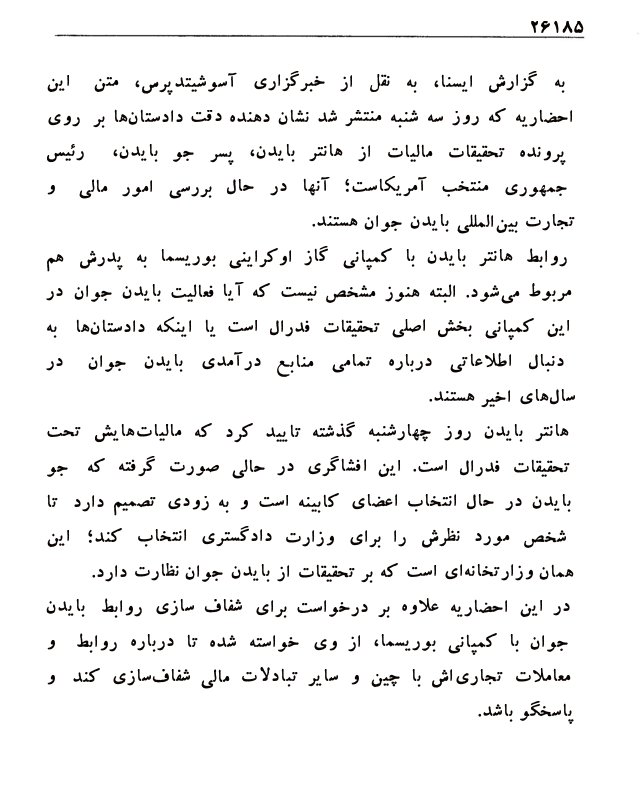 ۲۶۱۸۵
به گزارش ایسنا، به نقل از خبرگزاری آسوشیتدپرس، متن این
احضاریه که روز سه شنبه منتشر شد نشان دهنده دقت دادستان‌ها بر روی
پرونده تحقیقات مالیات از هانتر بایدن، پسر جو بایدن، رئیس
جمهوری منتخب آمریکاست؛ آنها در حال بررسی امور مالی و
تجارت بین‌المللی بایدن جوان هستند.
روابط هانتر بایدن با کمپانی گاز اوکراینی بوریسما به پدرش هم
مربوط می‌شود. البته هنوز مشخص نیست که آیا فعالیت بایدن جوان در
این کمپانی بخش اصلی تحقیقات فدرال است یا اینکه دادستان‌ها به
دنبال اطلاعاتی درباره تمامی منابع درآمدی بایدن جوان در
سال‌های اخیر هستند.
هانتر بایدن روز چهارشنبه گذشته تایید کرد که مالیات‌هایش تحت
تحقیقات فدرال است. این افشاگری در حالی صورت گرفته که جو
بایدن در حال انتخاب اعضای کابینه است و به زودی تصمیم دارد تا
شخص مورد نظرش را برای وزارت دادگستری انتخاب کند؛ این
همان وزارتخانه‌ای است که بر تحقیقات از بایدن جوان نظارت دارد.
در این احضاریه علاوه بر درخواست برای شفاف سازی روابط بایدن
جوان با کمپانی بوریسما، از وی خواسته شده تا درباره روابط و
معاملات تجاری‌اش با چین و سایر تبادلات مالی شفاف‌سازی کند و
پاسخگو باشد.